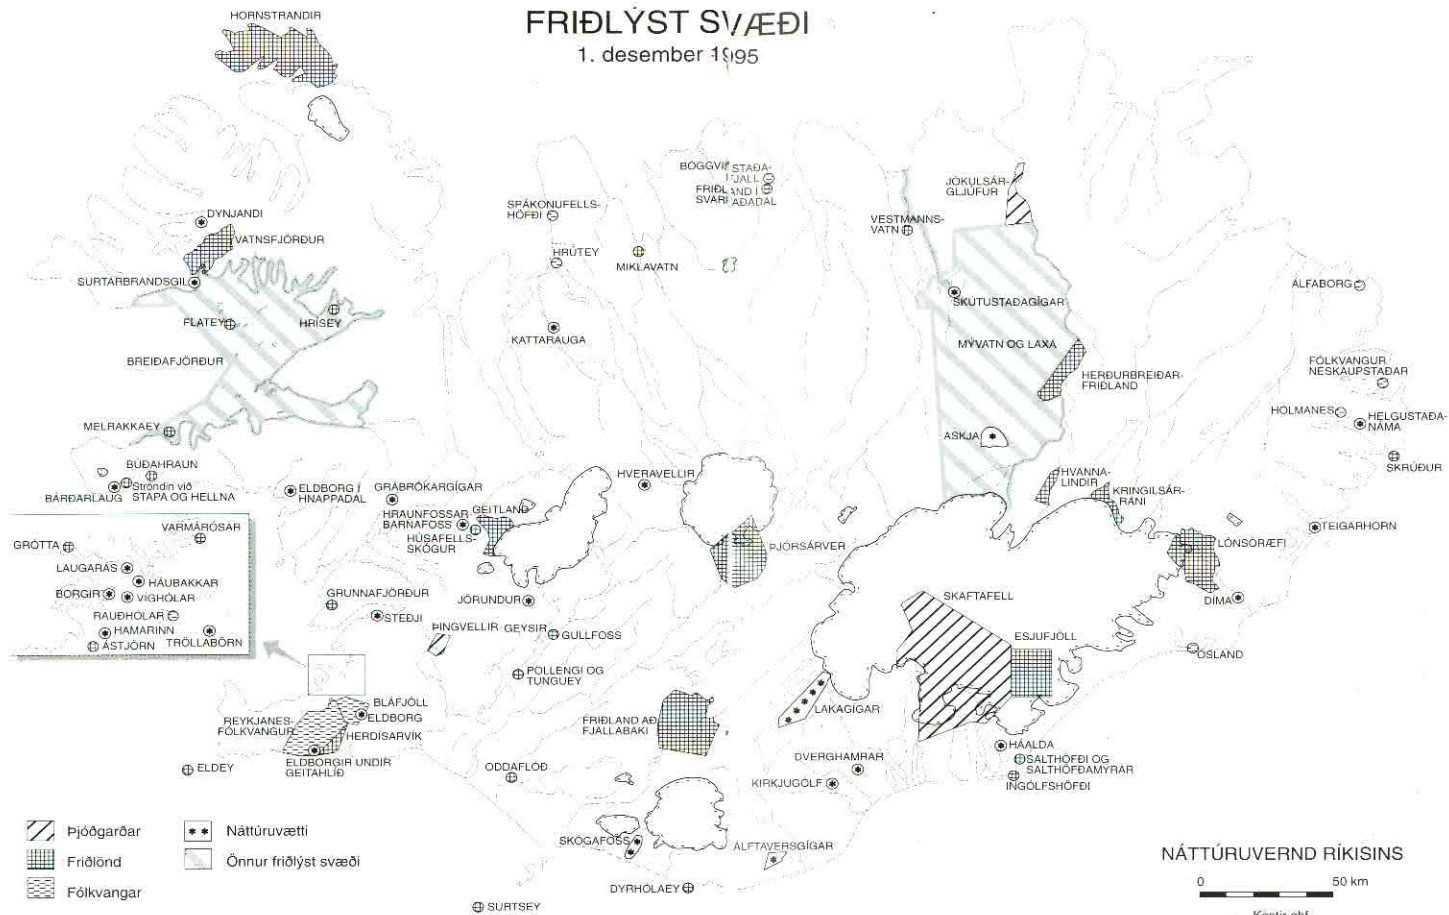 FRIÐLÝST SVÆÐI
1. desember 1995
HORNSTRANDIR
DYNJANDI
VATNSFJÖRÐUR
SURTARBRANDSGIL
FLATEY
HRÍSEY
BREIÐAFJÖRÐUR
MELRAKKAEY
BÚÐAHRAUN
Ströndin við
BÁRÐARLAUG
STAPA OG HELLNA
SPÁKONUFELLS-
HÖFÐI
HRÚTEY
MIKLAVATN
KATTARAUGA
BÖGGVISTAÐA-
FJALL
FRIÐLAND Í
SVARFAÐADAL
VESTMANNS-
VATN
JÖKULSÁR-
GLJÚFUR
SKÚTUSTAÐAGÍGAR
MÝVATN OG LAXÁ
HERÐURBREIÐAR-
FRIÐLAND
ASKJA
ÁLFABORG
FÓLKVANGUR
NESKAUPSTAÐAR
HÓLMANES
HELGUSTAÐA-
NÁMA
SKRÚÐUR
HVANNA-
LINDIR
KRINGILSÁR-
RANI
TEIGARHORN
LÓNSÖRÆFI
DÍMA
ÓSLAND
ELDBORG Í
HNAPPADAL
GRÁBRÓKARGÍGAR
HRAUNFOSSAR
BARNAFOSS
GEITLAND
HÚSAFELLS-
SKÓGUR
HVERAVELLIR
ÞJÓRSÁRVER
VARMÁRÓSAR
GRÓTTA
LAUGARÁS
HÁUBAKKAR
BORGIR
VÍGHÓLAR
RAUÐHÓLAR
HAMARINN
ÁSTJÖRN
TRÖLLABÖRN
GRUNNAFJÖRÐUR
STEÐJI
JÖRUNDUR
ÞINGVELLIR
GEYSIR
GULLFOSS
POLLENGI OG
TUNGUEY
SKAFTAFELL
ESJUFJÖLL
LAKAGÍGAR
BLÁFJÖLL
ELDBORG
REYKJANES-
FÓLKVANGUR
HERDÍSARVÍK
ELDBORGIR UNDIR
GEITAHLÍÐ
ELDEY
ODDAFLÓÐ
FRIÐLAND AÐ
FJALLABAKI
DVERGHAMRAR
KIRKJUGÓLF
HÁALDA
SALTHÖFÐI OG
SALTHÖFÐAMÝRAR
INGÓLFSHÖFÐI
SKÓGAFOSS
ÁLFTAVERSGÍGAR
DYRHÓLAEY
SURTSEY
Þjóðgarðar
Friðlönd
Fólkvangar
Náttúruvætti
Önnur friðlýst svæði
NÁTTÚRUVERND RÍKISINS
0 50 km